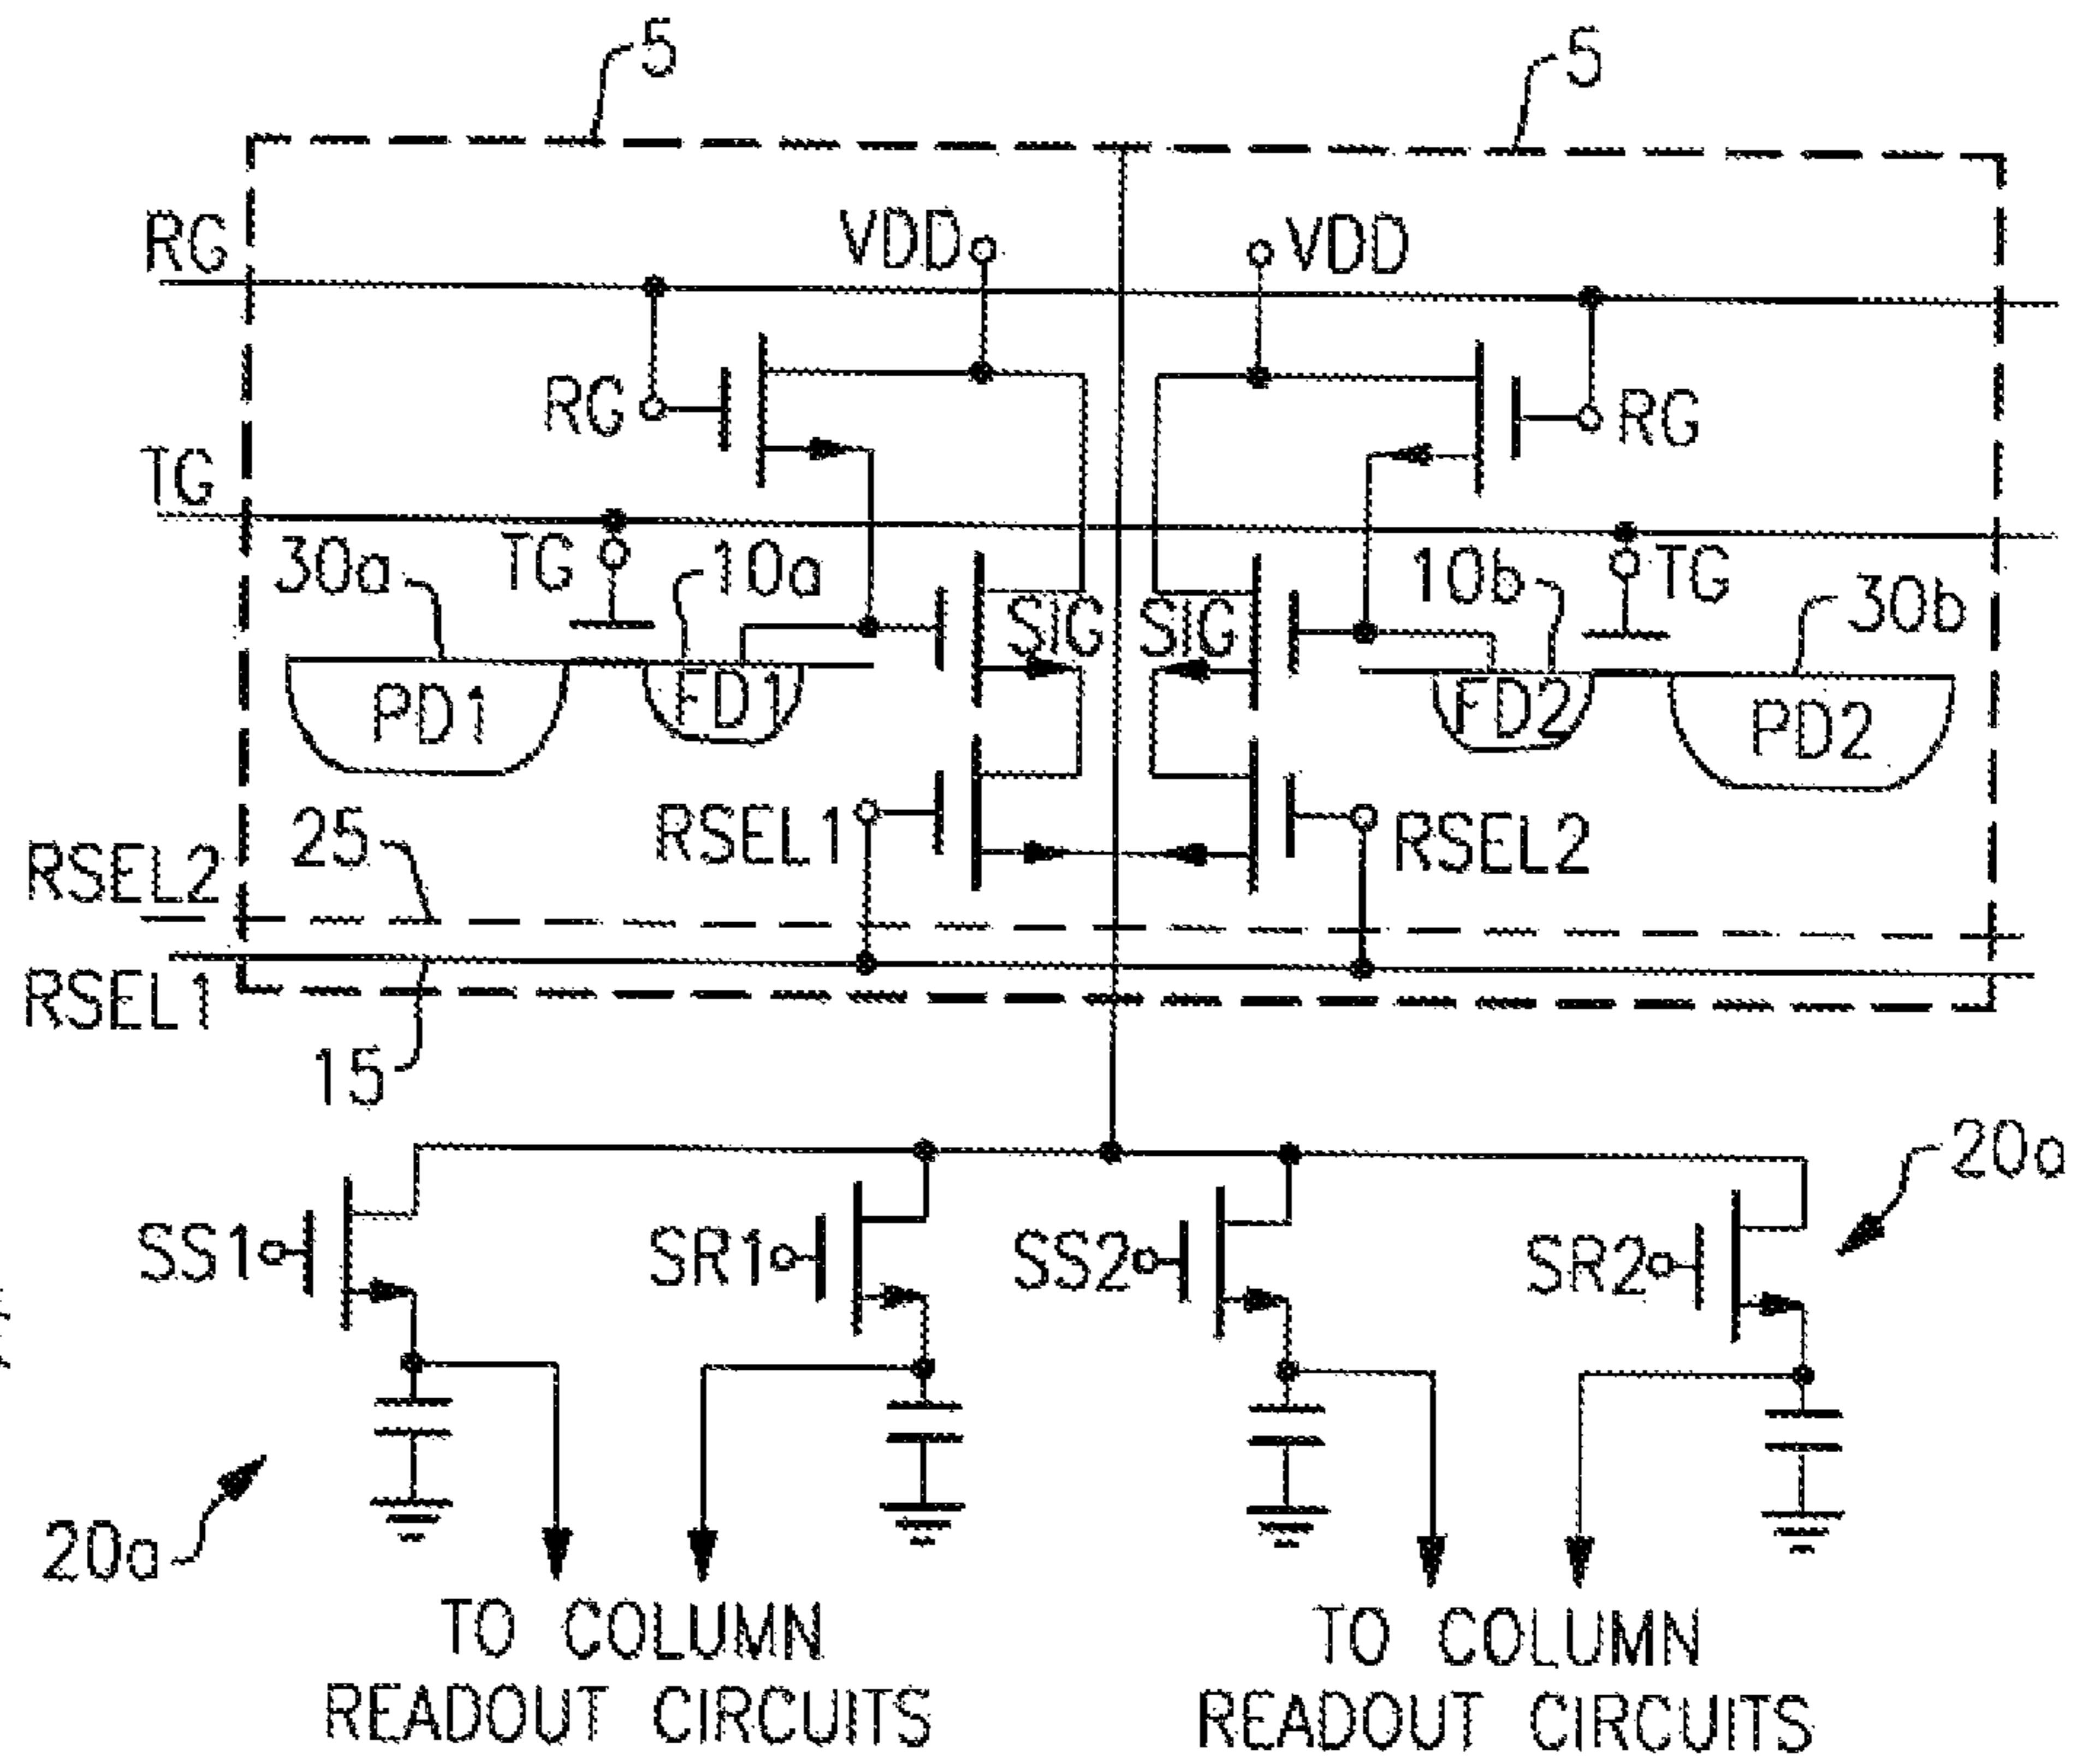 5
5
RG
VDD
VDD
RG
RG
TG
30a
TG
10a
SIG
SIG
10b
TG
30b
PD1
FD1
FD2
PD2
RSEL1
RSEL2
RSEL2
25
RSEL1
15
20a
SS1
SR1
SS2
SR2
20a
TO COLUMN
READOUT CIRCUITS
TO COLUMN
READOUT CIRCUITS